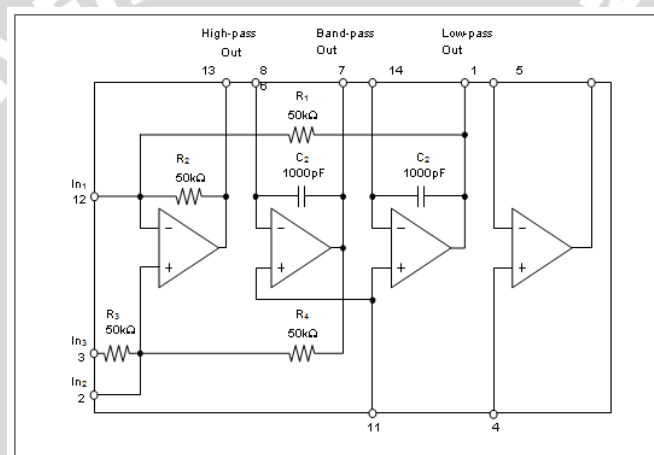 High-pass
Out
Band-pass
Out
Low-pass
Out
13
8
6
7
14
1
5
R1
50kΩ
R2
50kΩ
C2
1000pF
C2
1000pF
In1
12
−
+
−
+
−
+
−
+
R3
50kΩ
R4
50kΩ
In3
3
In2
2
11
4